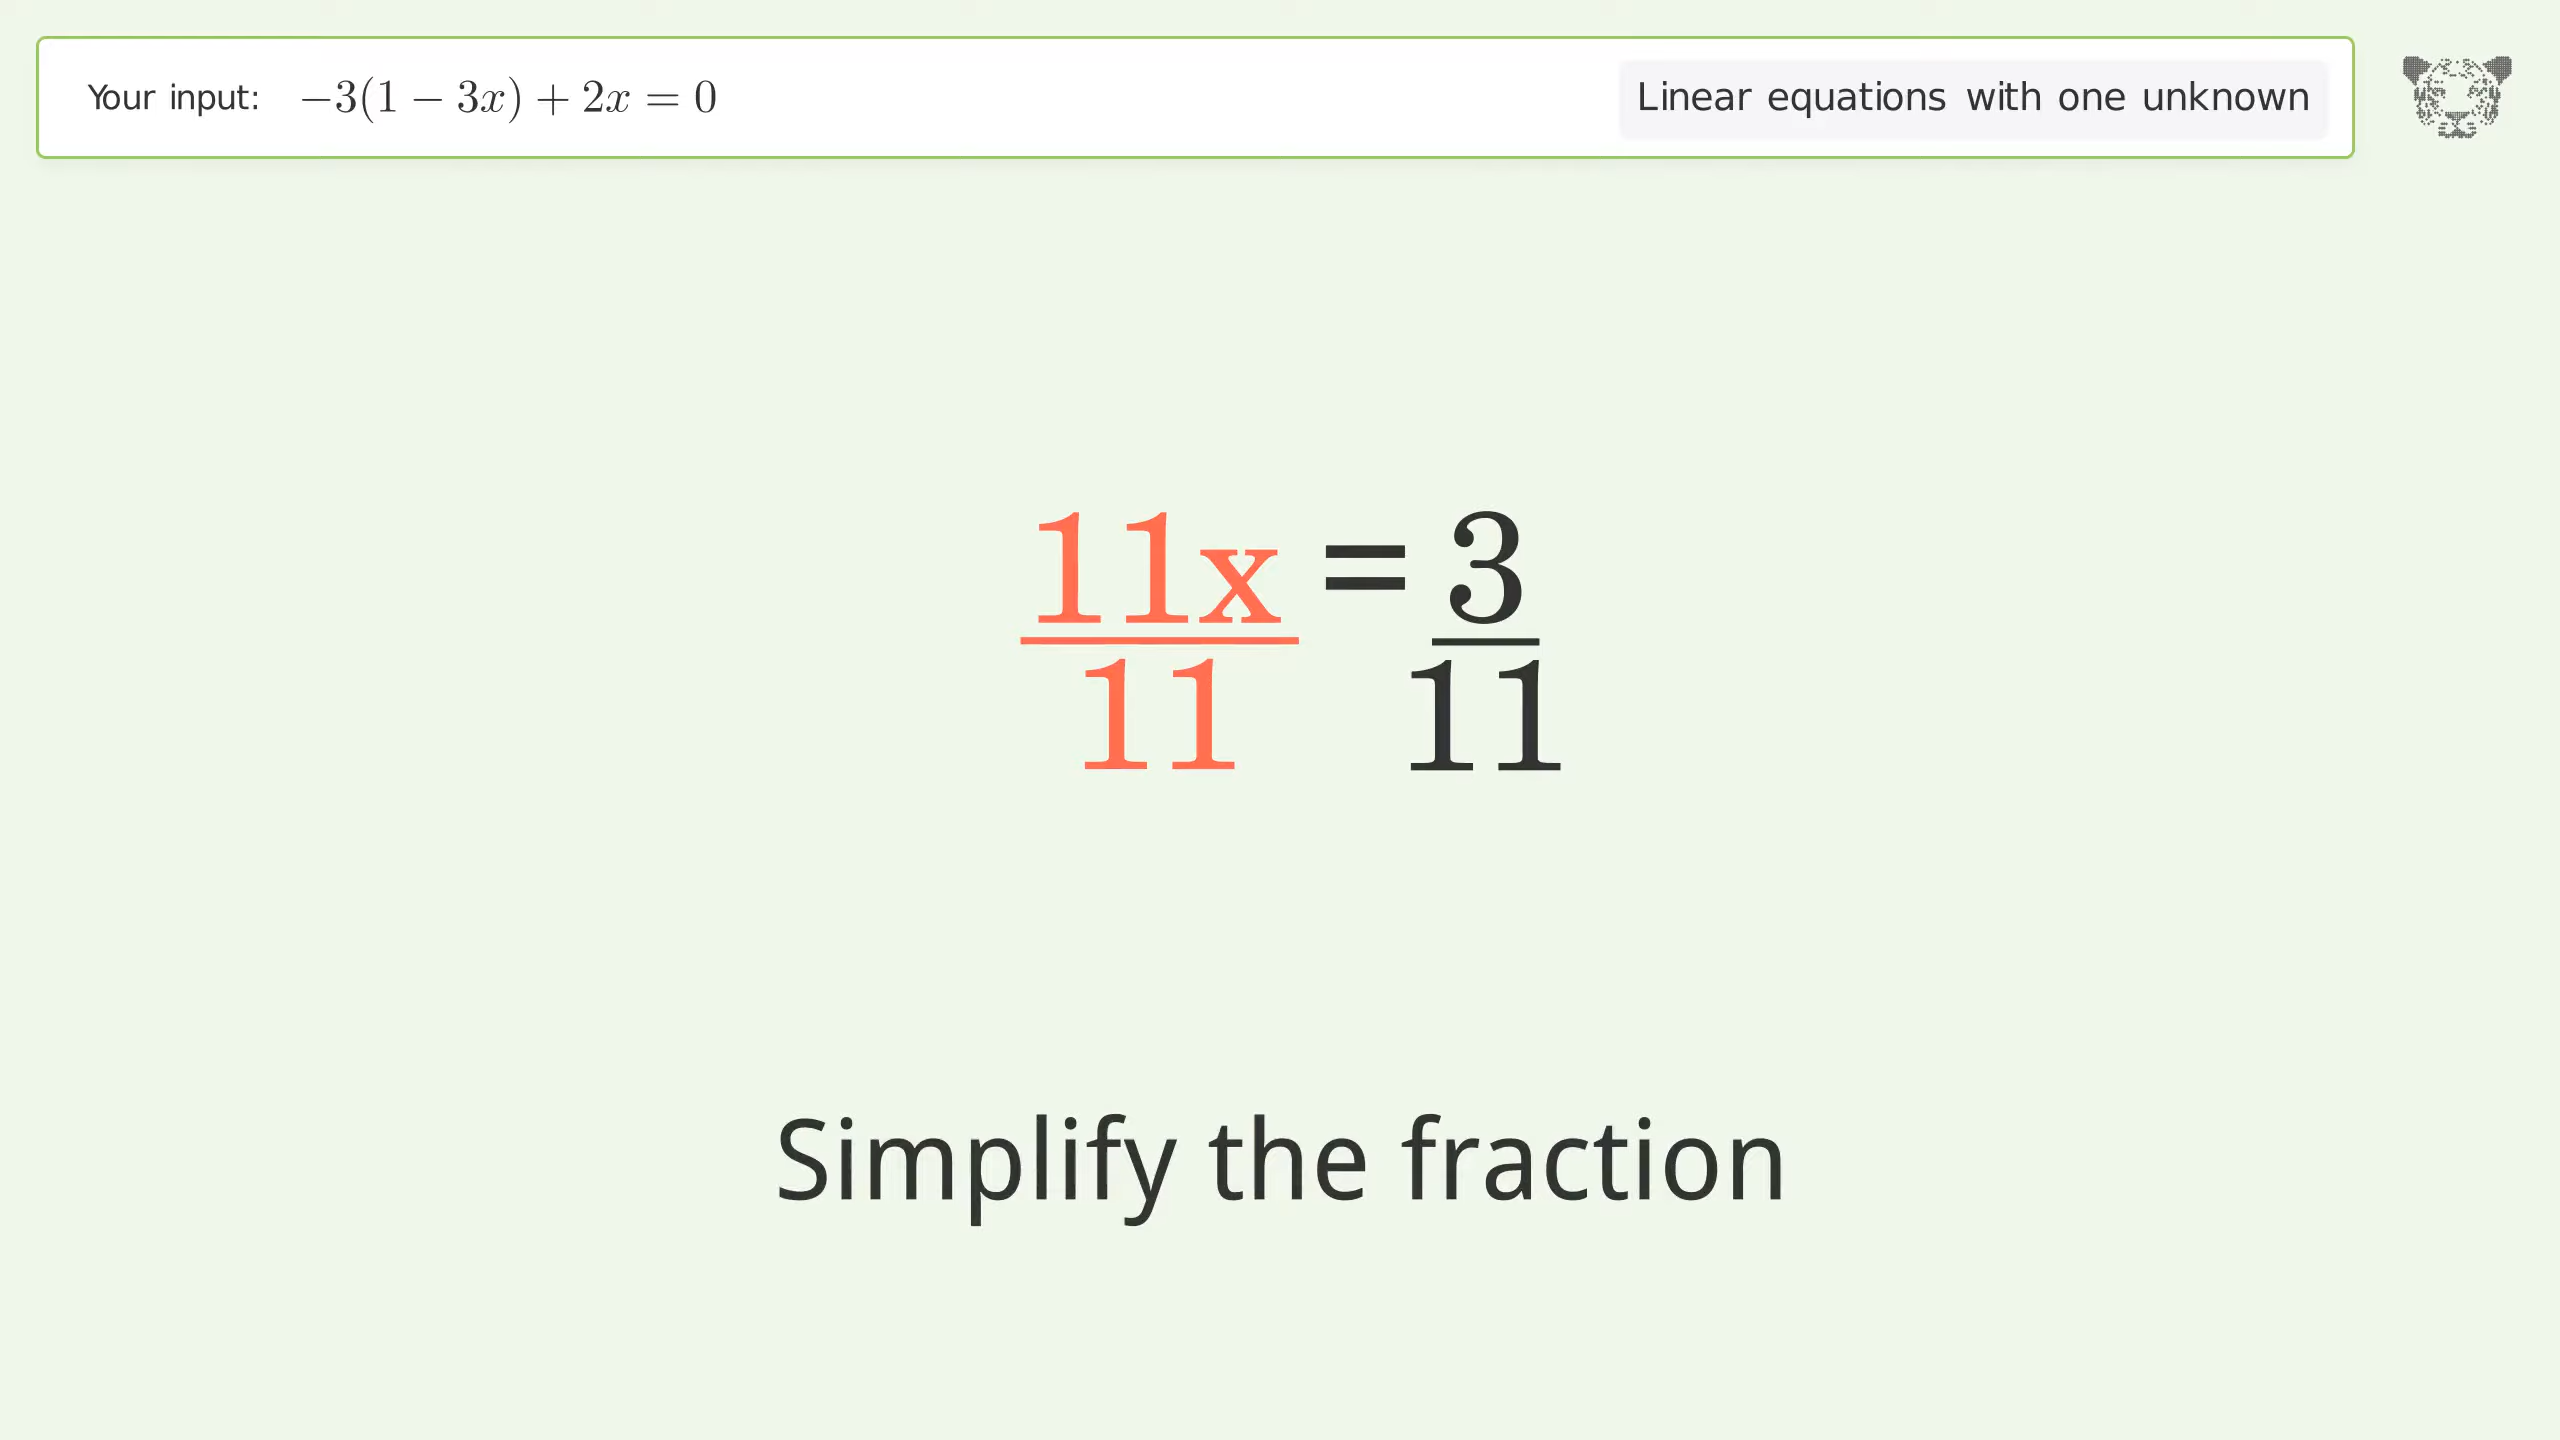 Your input: −3(1 − 3x) + 2x = 0
Linear equations with one unknown
11x/11 = 3/11
Simplify the fraction